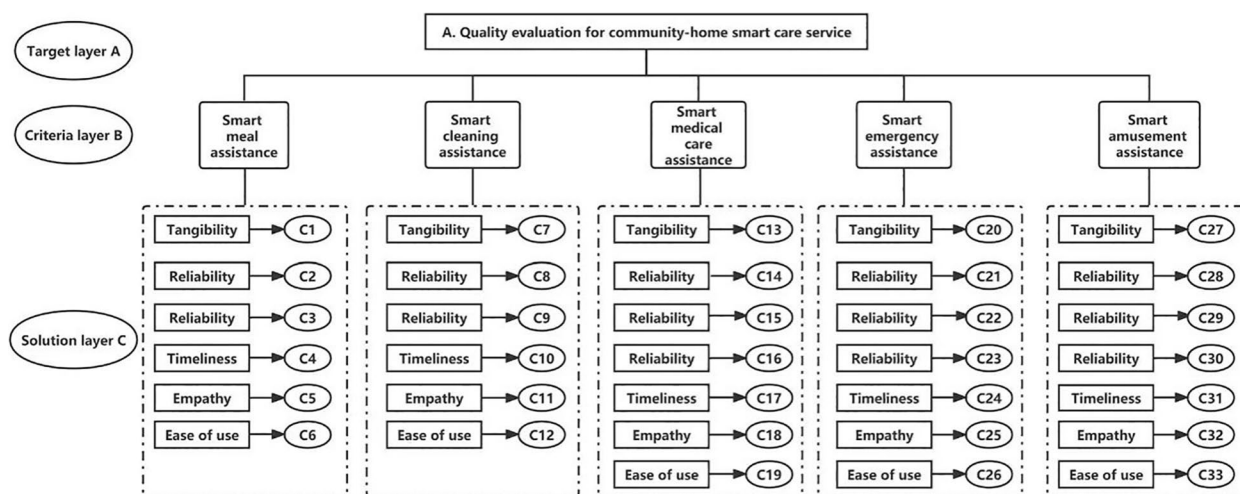 A. Quality evaluation for community-home smart care service
Target layer A
Criteria layer B
Smart
meal
assistance
Smart
cleaning
assistance
Smart
medical
care
assistance
Smart
emergency
assistance
Smart
amusement
assistance
Solution layer C
Tangibility C1
Reliability C2
Reliability C3
Timeliness C4
Empathy C5
Ease of use C6
Tangibility C7
Reliability C8
Reliability C9
Timeliness C10
Empathy C11
Ease of use C12
Tangibility C13
Reliability C14
Reliability C15
Reliability C16
Timeliness C17
Empathy C18
Ease of use C19
Tangibility C20
Reliability C21
Reliability C22
Reliability C23
Timeliness C24
Empathy C25
Ease of use C26
Tangibility C27
Reliability C28
Reliability C29
Reliability C30
Timeliness C31
Empathy C32
Ease of use C33